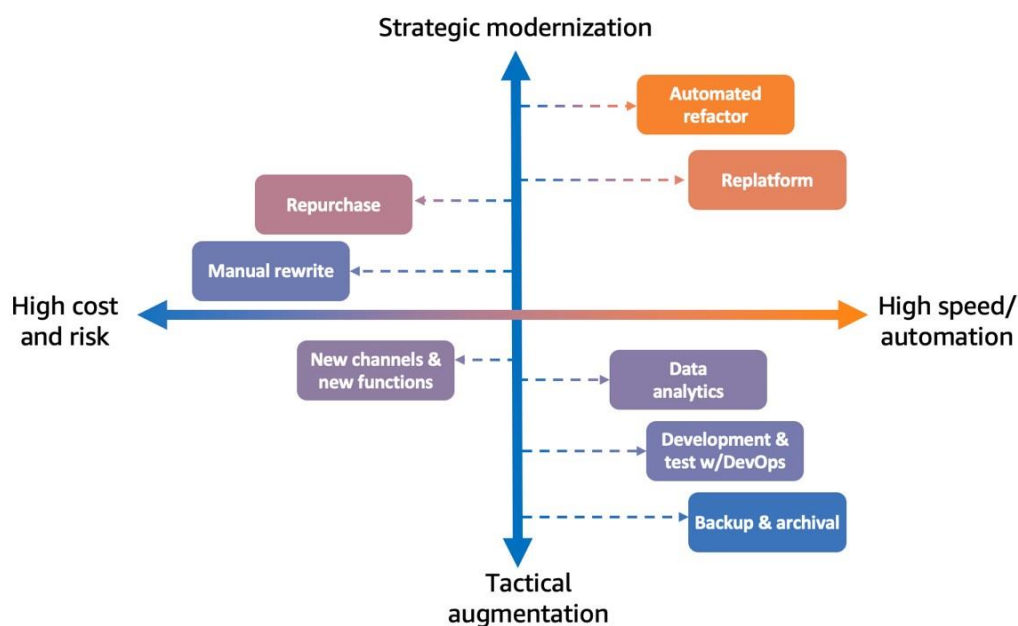 Strategic modernization
Automated
refactor
Replatform
Repurchase
Manual rewrite
High cost
and risk
High speed/
automation
New channels &
new functions
Data
analytics
Development &
test w/DevOps
Backup & archival
Tactical
augmentation